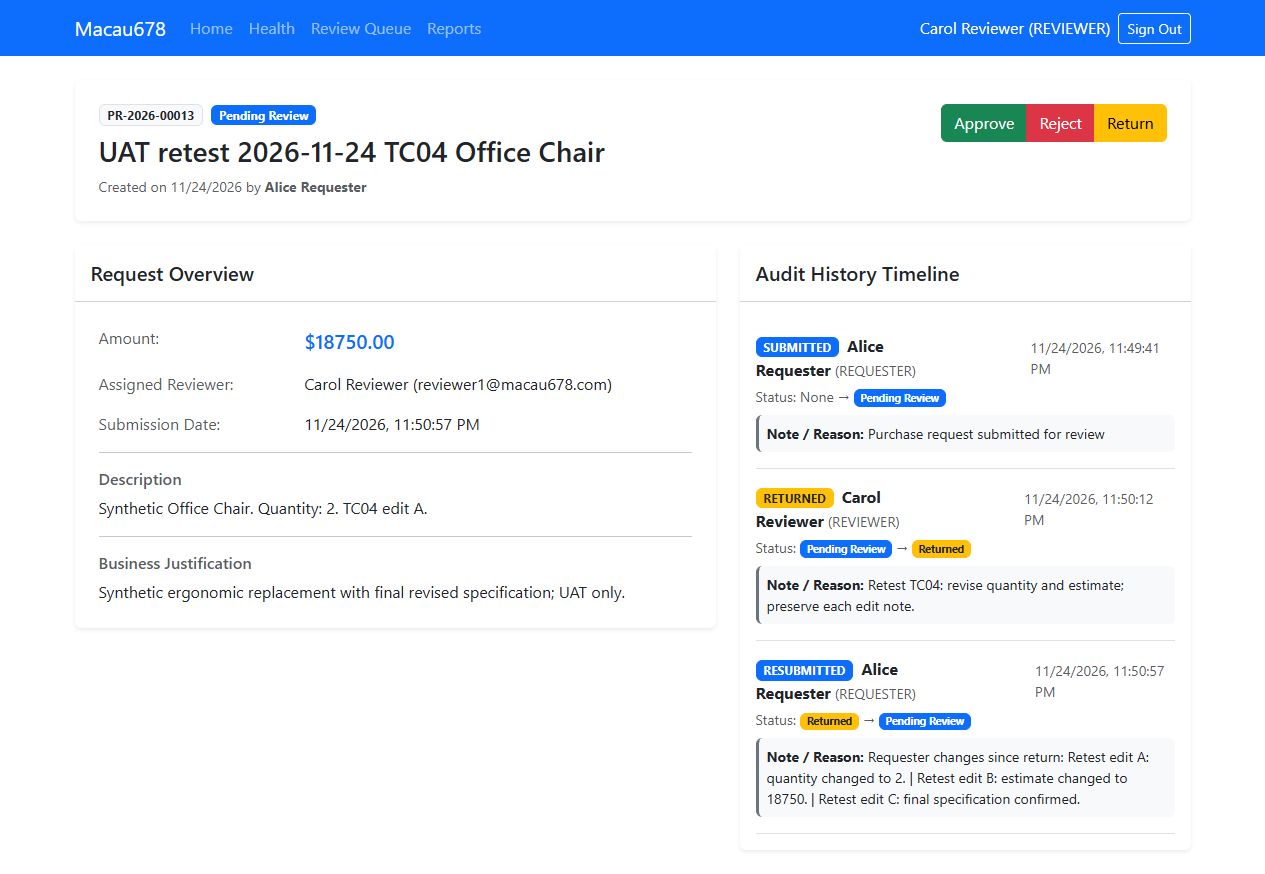 Macau678 Home Health Review Queue Reports Carol Reviewer (REVIEWER) Sign Out
PR-2026-00013 Pending Review
UAT retest 2026-11-24 TC04 Office Chair
Created on 11/24/2026 by Alice Requester
Approve Reject Return
Request Overview
Amount: $18750.00
Assigned Reviewer: Carol Reviewer (reviewer1@macau678.com)
Submission Date: 11/24/2026, 11:50:57 PM
Description
Synthetic Office Chair. Quantity: 2. TC04 edit A.
Business Justification
Synthetic ergonomic replacement with final revised specification; UAT only.
Audit History Timeline
SUBMITTED Alice
Requester (REQUESTER)
11/24/2026, 11:49:41
PM
Status: None → Pending Review
Note / Reason: Purchase request submitted for review
RETURNED Carol
Reviewer (REVIEWER)
11/24/2026, 11:50:12
PM
Status: Pending Review → Returned
Note / Reason: Retest TC04: revise quantity and estimate;
preserve each edit note.
RESUBMITTED Alice
Requester (REQUESTER)
11/24/2026, 11:50:57
PM
Status: Returned → Pending Review
Note / Reason: Requester changes since return: Retest edit A:
quantity changed to 2. | Retest edit B: estimate changed to
18750. | Retest edit C: final specification confirmed.